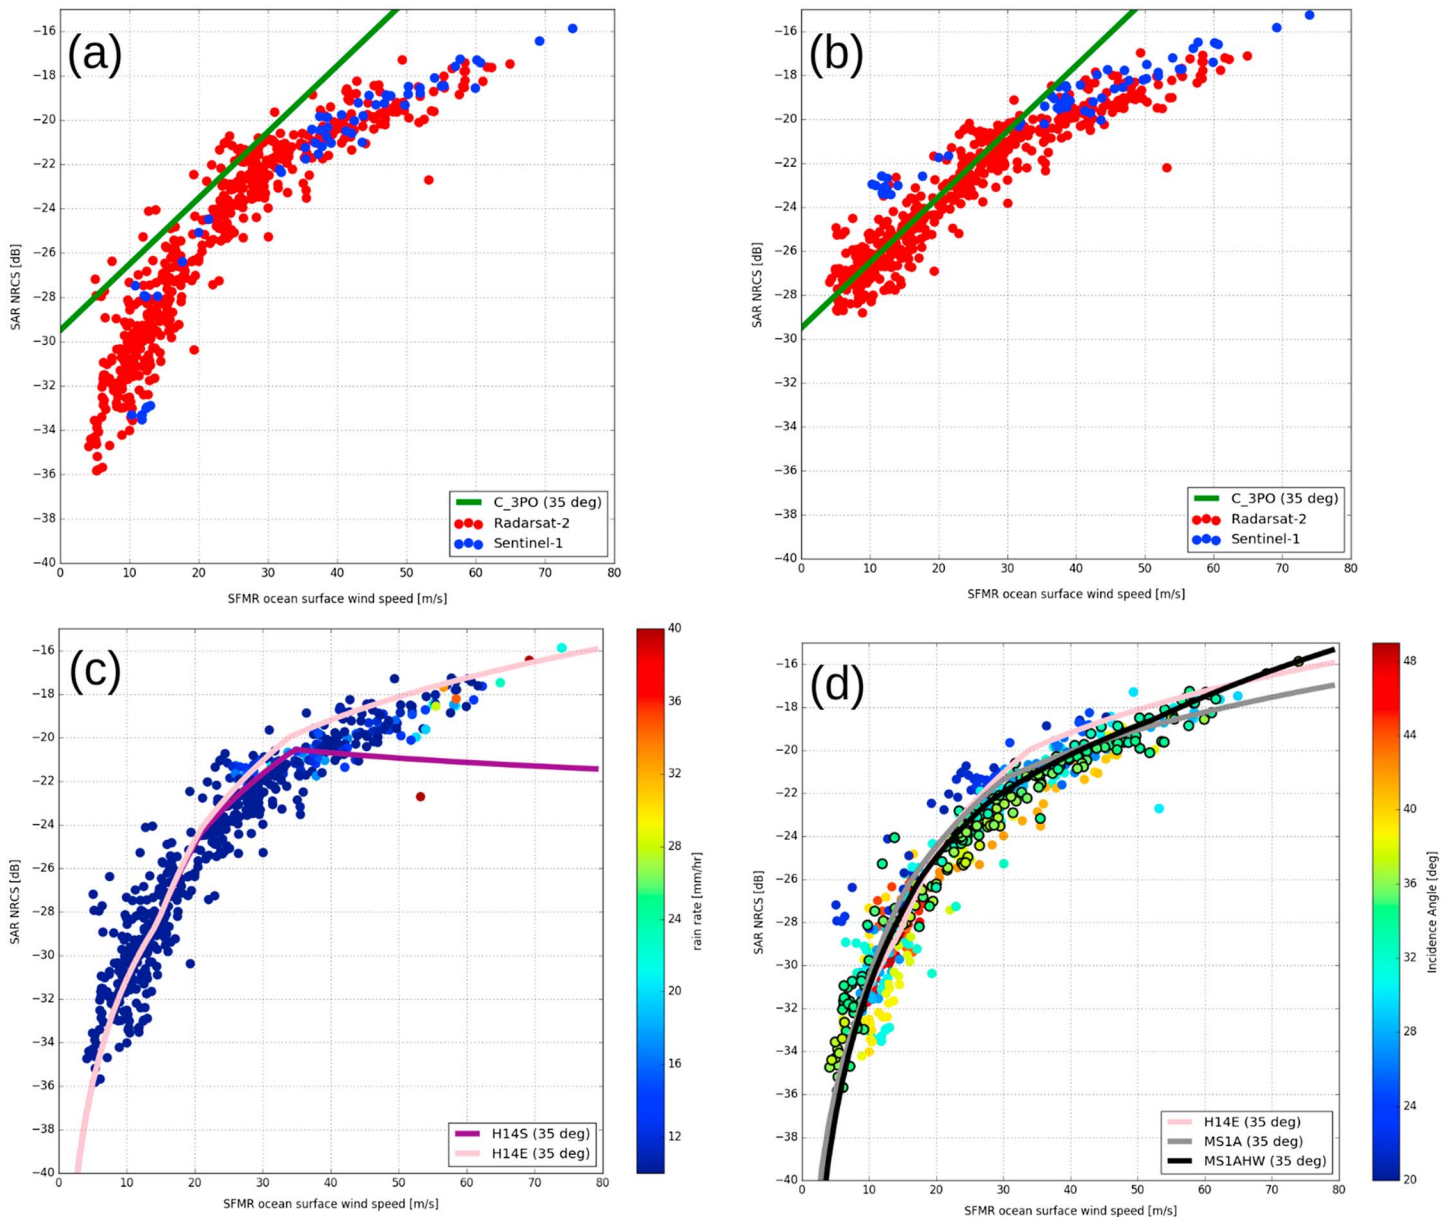 (a)
−16
−18
−20
−22
−24
−26
−28
−30
−32
−34
−36
−38
−40
SAR NRCS [dB]
0 10 20 30 40 50 60 70 80
SFMR ocean surface wind speed [m/s]
C_3PO (35 deg)
Radarsat-2
Sentinel-1
(b)
−16
−18
−20
−22
−24
−26
−28
−30
−32
−34
−36
−38
−40
SAR NRCS [dB]
0 10 20 30 40 50 60 70 80
SFMR ocean surface wind speed [m/s]
C_3PO (35 deg)
Radarsat-2
Sentinel-1
(c)
−16
−18
−20
−22
−24
−26
−28
−30
−32
−34
−36
−38
−40
SAR NRCS [dB]
0 10 20 30 40 50 60 70 80
SFMR ocean surface wind speed [m/s]
H14S (35 deg)
H14E (35 deg)
40
36
32
28
24
20
16
12
rain rate [mm/hr]
(d)
−16
−18
−20
−22
−24
−26
−28
−30
−32
−34
−36
−38
−40
SAR NRCS [dB]
0 10 20 30 40 50 60 70 80
SFMR ocean surface wind speed [m/s]
H14E (35 deg)
MS1A (35 deg)
MS1AHW (35 deg)
48
44
40
36
32
28
24
20
Incidence Angle [deg]